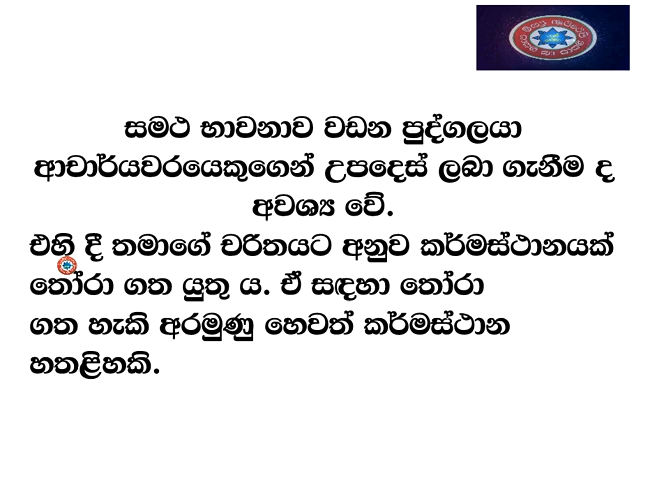 සමථ භාවනාව වඩන පුද්ගලයා
ආචාර්යවරයෙකුගෙන් උපදෙස් ලබා ගැනීම ද
අවශ්‍ය වේ.
එහි දී තමාගේ චරිතයට අනුව කර්මස්ථානයක්
තෝරා ගත යුතු ය. ඒ සඳහා තෝරා
ගත හැකි අරමුණු හෙවත් කර්මස්ථාන
හතළිහකි.